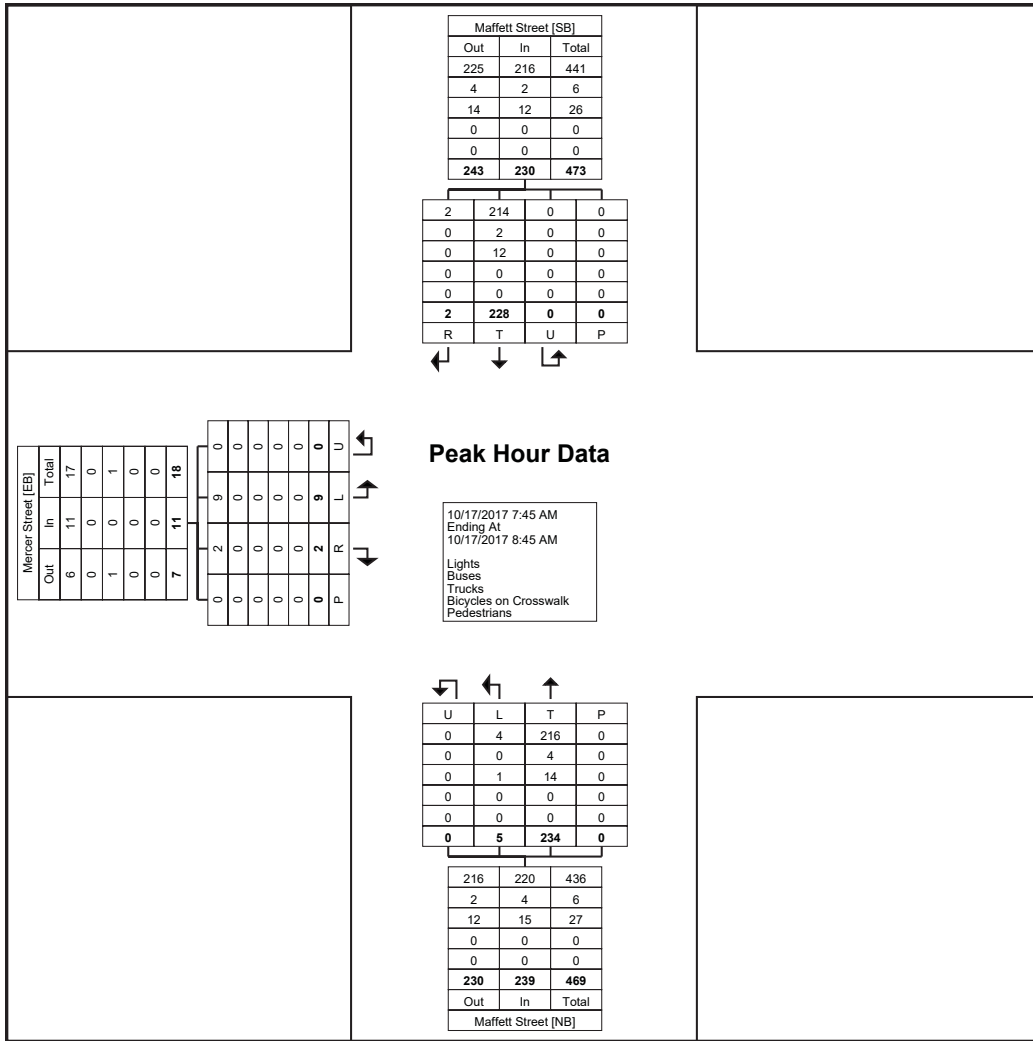 Maffett Street [SB]
Out In Total
225 216 441
4 2 6
14 12 26
0 0 0
0 0 0
243 230 473
2 214 0 0
0 2 0 0
0 12 0 0
0 0 0 0
0 0 0 0
2 228 0 0
R T U P
Mercer Street [EB]
Out In Total
6 11 17
0 0 0
1 0 1
0 0 0
0 0 0
7 11 18
0 2 9 0
0 0 0 0
0 0 0 0
0 0 0 0
0 0 0 0
0 2 9 0
P R L U
Peak Hour Data
10/17/2017 7:45 AM
Ending At
10/17/2017 8:45 AM
Lights
Buses
Trucks
Bicycles on Crosswalk
Pedestrians
U L T P
0 4 216 0
0 0 4 0
0 1 14 0
0 0 0 0
0 0 0 0
0 5 234 0
216 220 436
2 4 6
12 15 27
0 0 0
0 0 0
230 239 469
Out In Total
Maffett Street [NB]